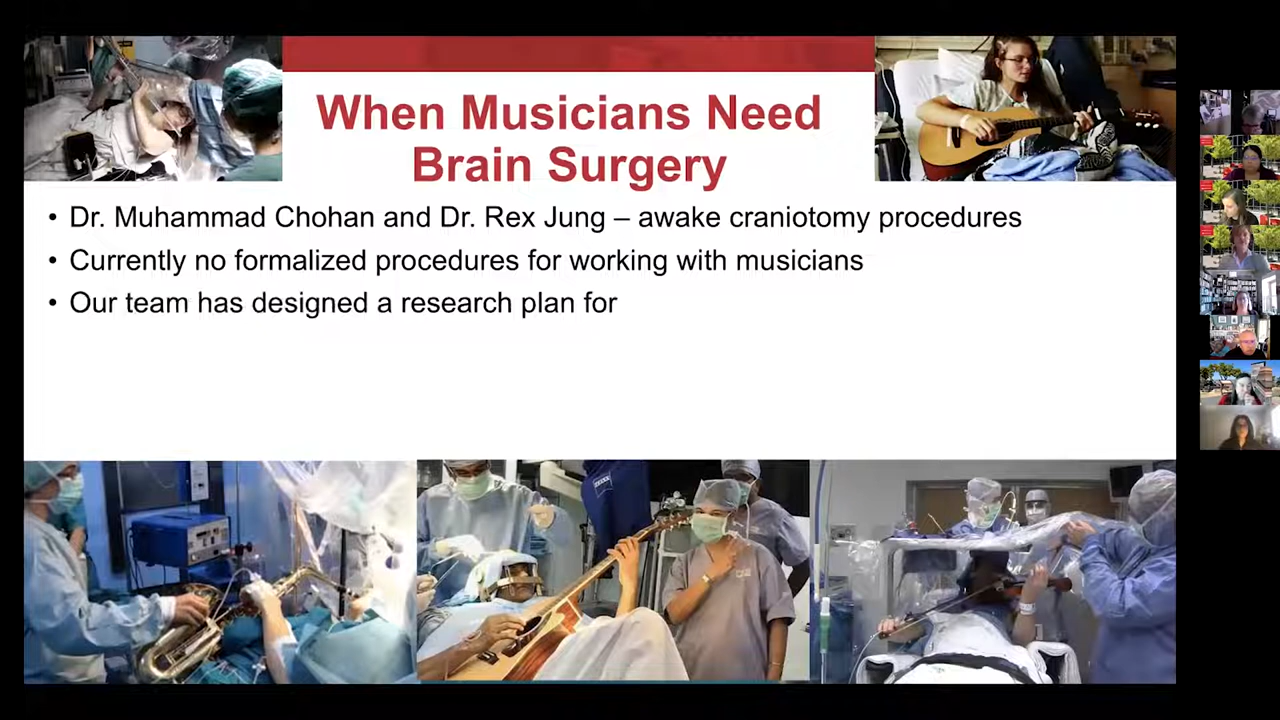 When Musicians Need
Brain Surgery
• Dr. Muhammad Chohan and Dr. Rex Jung – awake craniotomy procedures
• Currently no formalized procedures for working with musicians
• Our team has designed a research plan for